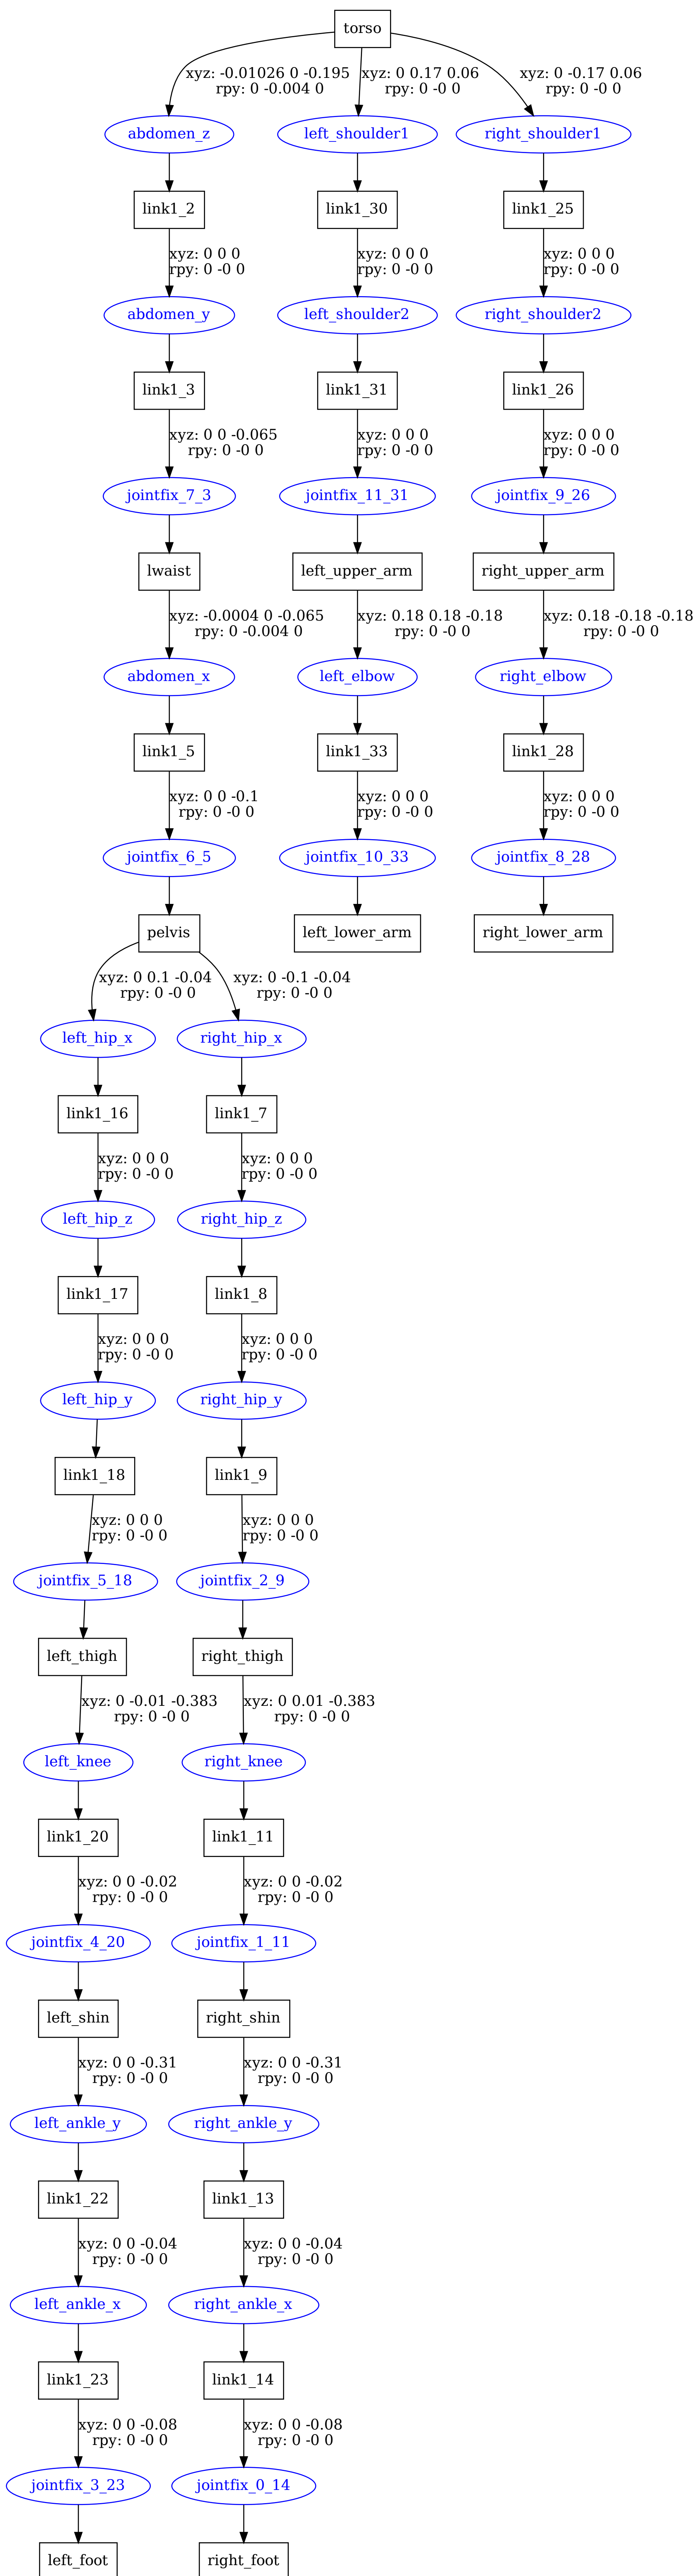 torso
xyz: -0.01026 0 -0.195
rpy: 0 -0.004 0
xyz: 0 0.17 0.06
rpy: 0 -0 0
xyz: 0 -0.17 0.06
rpy: 0 -0 0
abdomen_z
left_shoulder1
right_shoulder1
link1_2
link1_30
link1_25
xyz: 0 0 0
rpy: 0 -0 0
xyz: 0 0 0
rpy: 0 -0 0
xyz: 0 0 0
rpy: 0 -0 0
abdomen_y
left_shoulder2
right_shoulder2
link1_3
link1_31
link1_26
xyz: 0 0 -0.065
rpy: 0 -0 0
xyz: 0 0 0
rpy: 0 -0 0
xyz: 0 0 0
rpy: 0 -0 0
jointfix_7_3
jointfix_11_31
jointfix_9_26
lwaist
left_upper_arm
right_upper_arm
xyz: -0.0004 0 -0.065
rpy: 0 -0.004 0
xyz: 0.18 0.18 -0.18
rpy: 0 -0 0
xyz: 0.18 -0.18 -0.18
rpy: 0 -0 0
abdomen_x
left_elbow
right_elbow
link1_5
link1_33
link1_28
xyz: 0 0 -0.1
rpy: 0 -0 0
xyz: 0 0 0
rpy: 0 -0 0
xyz: 0 0 0
rpy: 0 -0 0
jointfix_6_5
jointfix_10_33
jointfix_8_28
pelvis
left_lower_arm
right_lower_arm
xyz: 0 0.1 -0.04
rpy: 0 -0 0
xyz: 0 -0.1 -0.04
rpy: 0 -0 0
left_hip_x
right_hip_x
link1_16
link1_7
xyz: 0 0 0
rpy: 0 -0 0
xyz: 0 0 0
rpy: 0 -0 0
left_hip_z
right_hip_z
link1_17
link1_8
xyz: 0 0 0
rpy: 0 -0 0
xyz: 0 0 0
rpy: 0 -0 0
left_hip_y
right_hip_y
link1_18
link1_9
xyz: 0 0 0
rpy: 0 -0 0
xyz: 0 0 0
rpy: 0 -0 0
jointfix_5_18
jointfix_2_9
left_thigh
right_thigh
xyz: 0 -0.01 -0.383
rpy: 0 -0 0
xyz: 0 0.01 -0.383
rpy: 0 -0 0
left_knee
right_knee
link1_20
link1_11
xyz: 0 0 -0.02
rpy: 0 -0 0
xyz: 0 0 -0.02
rpy: 0 -0 0
jointfix_4_20
jointfix_1_11
left_shin
right_shin
xyz: 0 0 -0.31
rpy: 0 -0 0
xyz: 0 0 -0.31
rpy: 0 -0 0
left_ankle_y
right_ankle_y
link1_22
link1_13
xyz: 0 0 -0.04
rpy: 0 -0 0
xyz: 0 0 -0.04
rpy: 0 -0 0
left_ankle_x
right_ankle_x
link1_23
link1_14
xyz: 0 0 -0.08
rpy: 0 -0 0
xyz: 0 0 -0.08
rpy: 0 -0 0
jointfix_3_23
jointfix_0_14
left_foot
right_foot